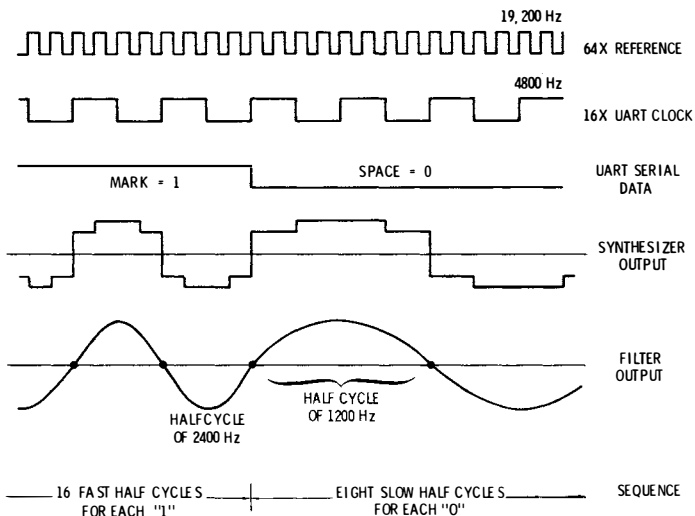 19,200 Hz
64X REFERENCE
4800 Hz
16X UART CLOCK
MARK = 1
SPACE = 0
UART SERIAL
DATA
SYNTHESIZER
OUTPUT
FILTER
OUTPUT
HALFCYCLE
OF 2400 Hz
HALF CYCLE
OF 1200 Hz
16 FAST HALF CYCLES
FOR EACH "1"
EIGHT SLOW HALF CYCLES
FOR EACH "0"
SEQUENCE